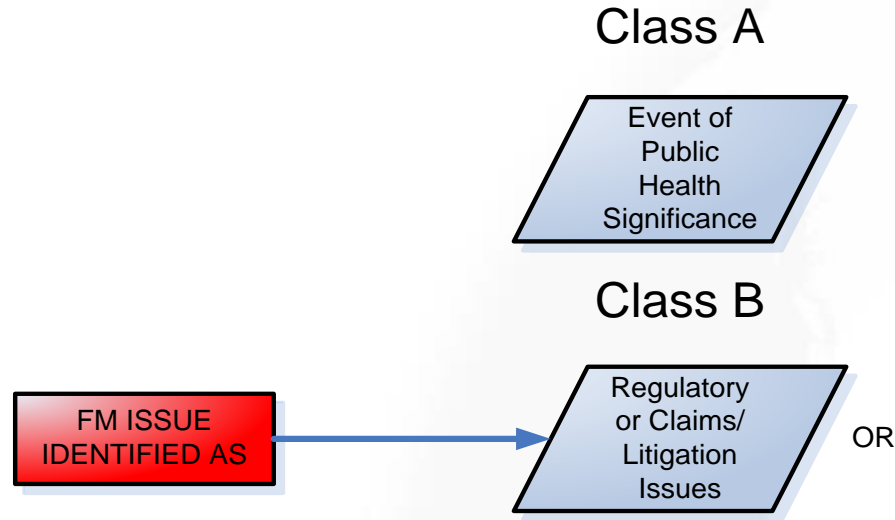 Class A
Event of
Public
Health
Significance
Class B
FM ISSUE
IDENTIFIED AS
Regulatory
or Claims/
Litigation
Issues
OR